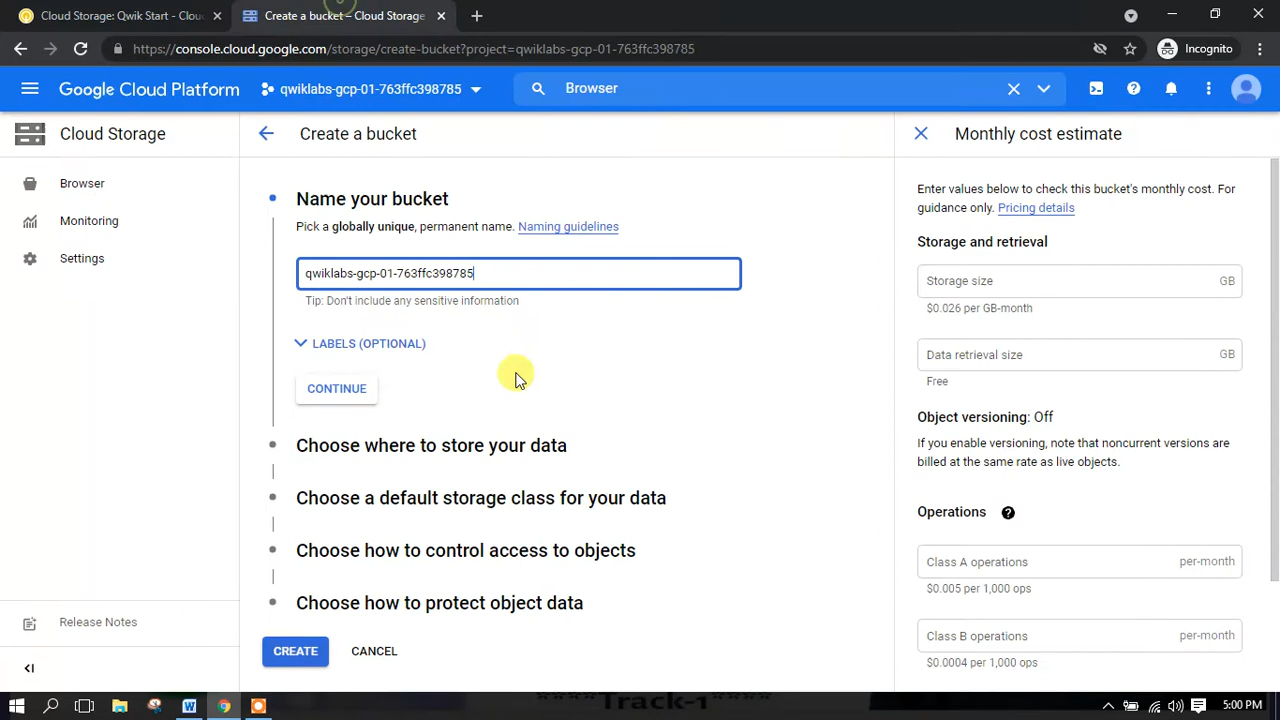 Cloud Storage: Qwik Start - Clou
Create a bucket – Cloud Storage
https://console.cloud.google.com/storage/create-bucket?project=qwiklabs-gcp-01-763ffc398785
Incognito
Google Cloud Platform
qwiklabs-gcp-01-763ffc398785
Browser
Cloud Storage
Browser
Monitoring
Settings
Release Notes
Create a bucket
Name your bucket
Pick a globally unique, permanent name. Naming guidelines
qwiklabs-gcp-01-763ffc398785
Tip: Don't include any sensitive information
LABELS (OPTIONAL)
CONTINUE
Choose where to store your data
Choose a default storage class for your data
Choose how to control access to objects
Choose how to protect object data
CREATE
CANCEL
Monthly cost estimate
Enter values below to check this bucket's monthly cost. For
guidance only. Pricing details
Storage and retrieval
Storage size GB
$0.026 per GB-month
Data retrieval size GB
Free
Object versioning: Off
If you enable versioning, note that noncurrent versions are
billed at the same rate as live objects.
Operations
Class A operations per-month
$0.005 per 1,000 ops
Class B operations per-month
$0.0004 per 1,000 ops
****Track-1****
5:00 PM